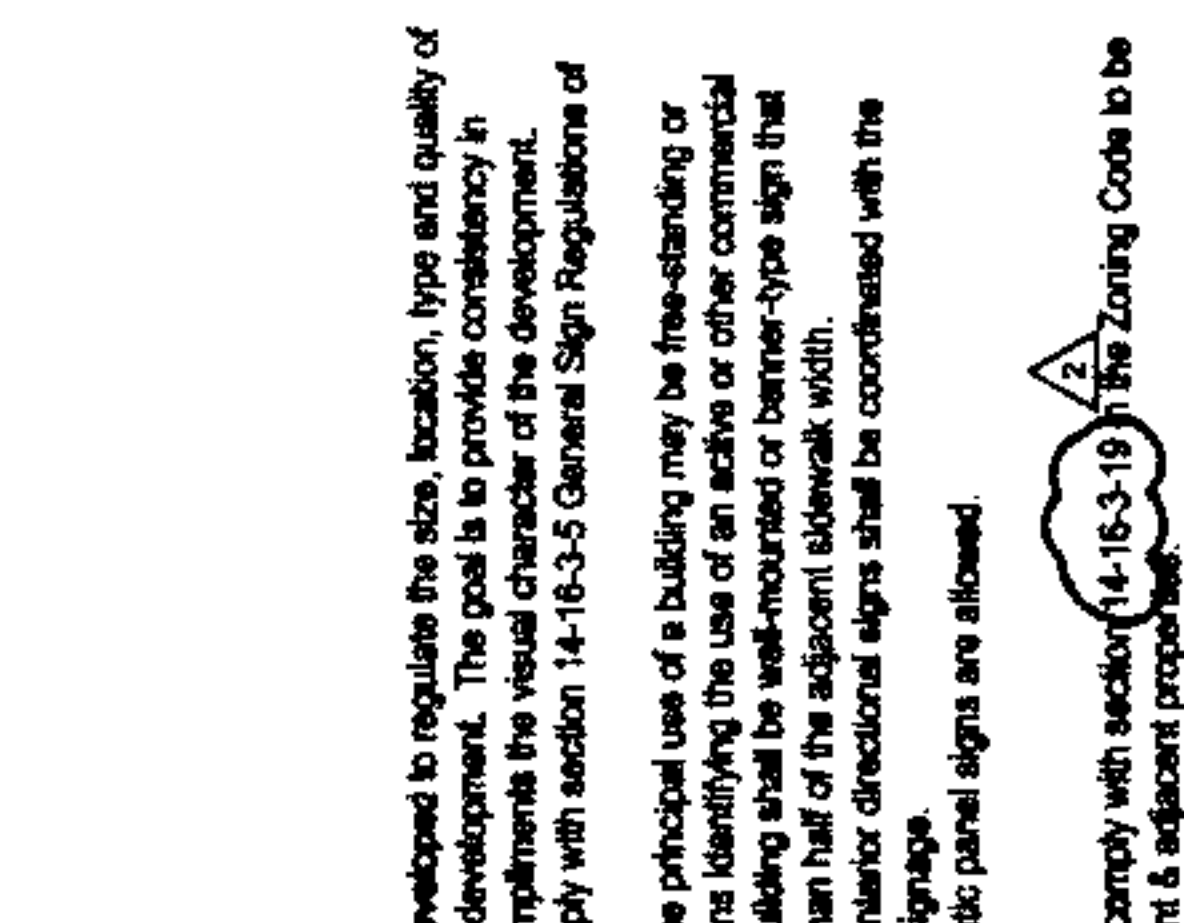 veloped to regulate the size, location, type and quality of
development. The goal is to provide consistency in
mpliments the visual character of the development.
ply with section 14-16-3-5 General Sign Regulations of
e principal use of a building may be free-standing or
ns identifying the use of an active or other commercial
uilding shall be wall-mounted or banner-type sign that
han half of the adjacent sidewalk width.
nterior directional signs shall be coordinated with the
ignage.
tic panel signs are allowed.
2
omply with section 14-16-3-19 in the Zoning Code to be
nt & adjacent properties.